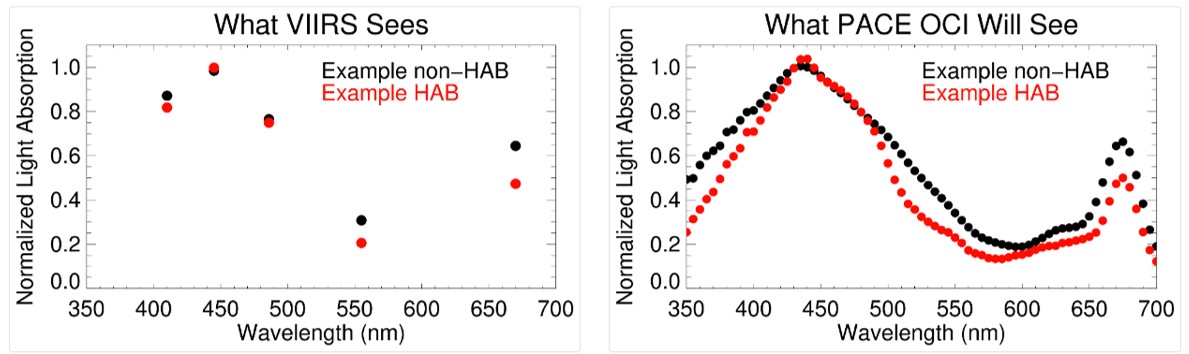 What VIIRS Sees
Normalized Light Absorption
1.0
0.8
0.6
0.4
0.2
0.0
Example non−HAB
Example HAB
350 400 450 500 550 600 650 700
Wavelength (nm)
What PACE OCI Will See
Normalized Light Absorption
1.0
0.8
0.6
0.4
0.2
0.0
Example non−HAB
Example HAB
350 400 450 500 550 600 650 700
Wavelength (nm)